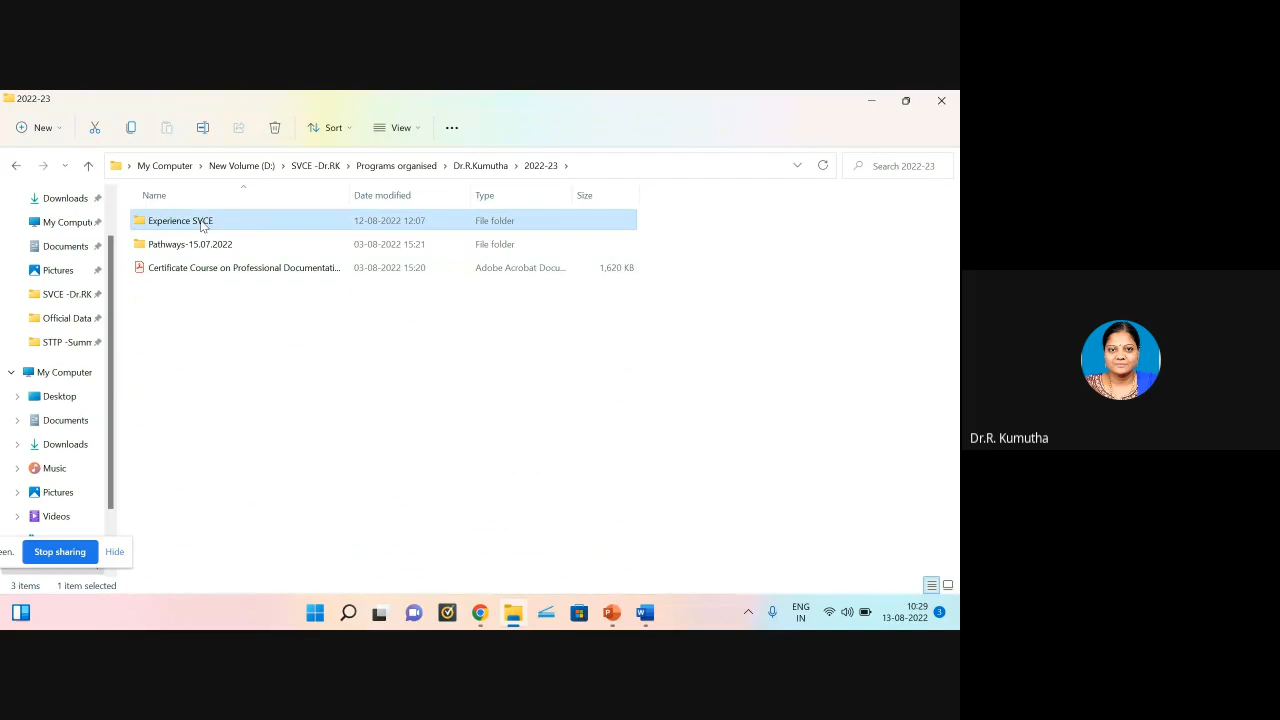 2022-23
New
Sort
View
My Computer
New Volume (D:)
SVCE -Dr.RK
Programs organised
Dr.R.Kumutha
2022-23
Search 2022-23
Name
Date modified
Type
Size
Experience SVCE
12-08-2022 12:07
File folder
Pathways-15.07.2022
03-08-2022 15:21
File folder
Certificate Course on Professional Documentati...
03-08-2022 15:20
Adobe Acrobat Docu...
1,620 KB
Downloads
My Comput
Documents
Pictures
SVCE -Dr.RK
Official Data
STTP -Summ
My Computer
Desktop
Documents
Downloads
Music
Pictures
Videos
een.
Stop sharing
Hide
3 items
1 item selected
ENG
IN
10:29
13-08-2022
3
Dr.R. Kumutha